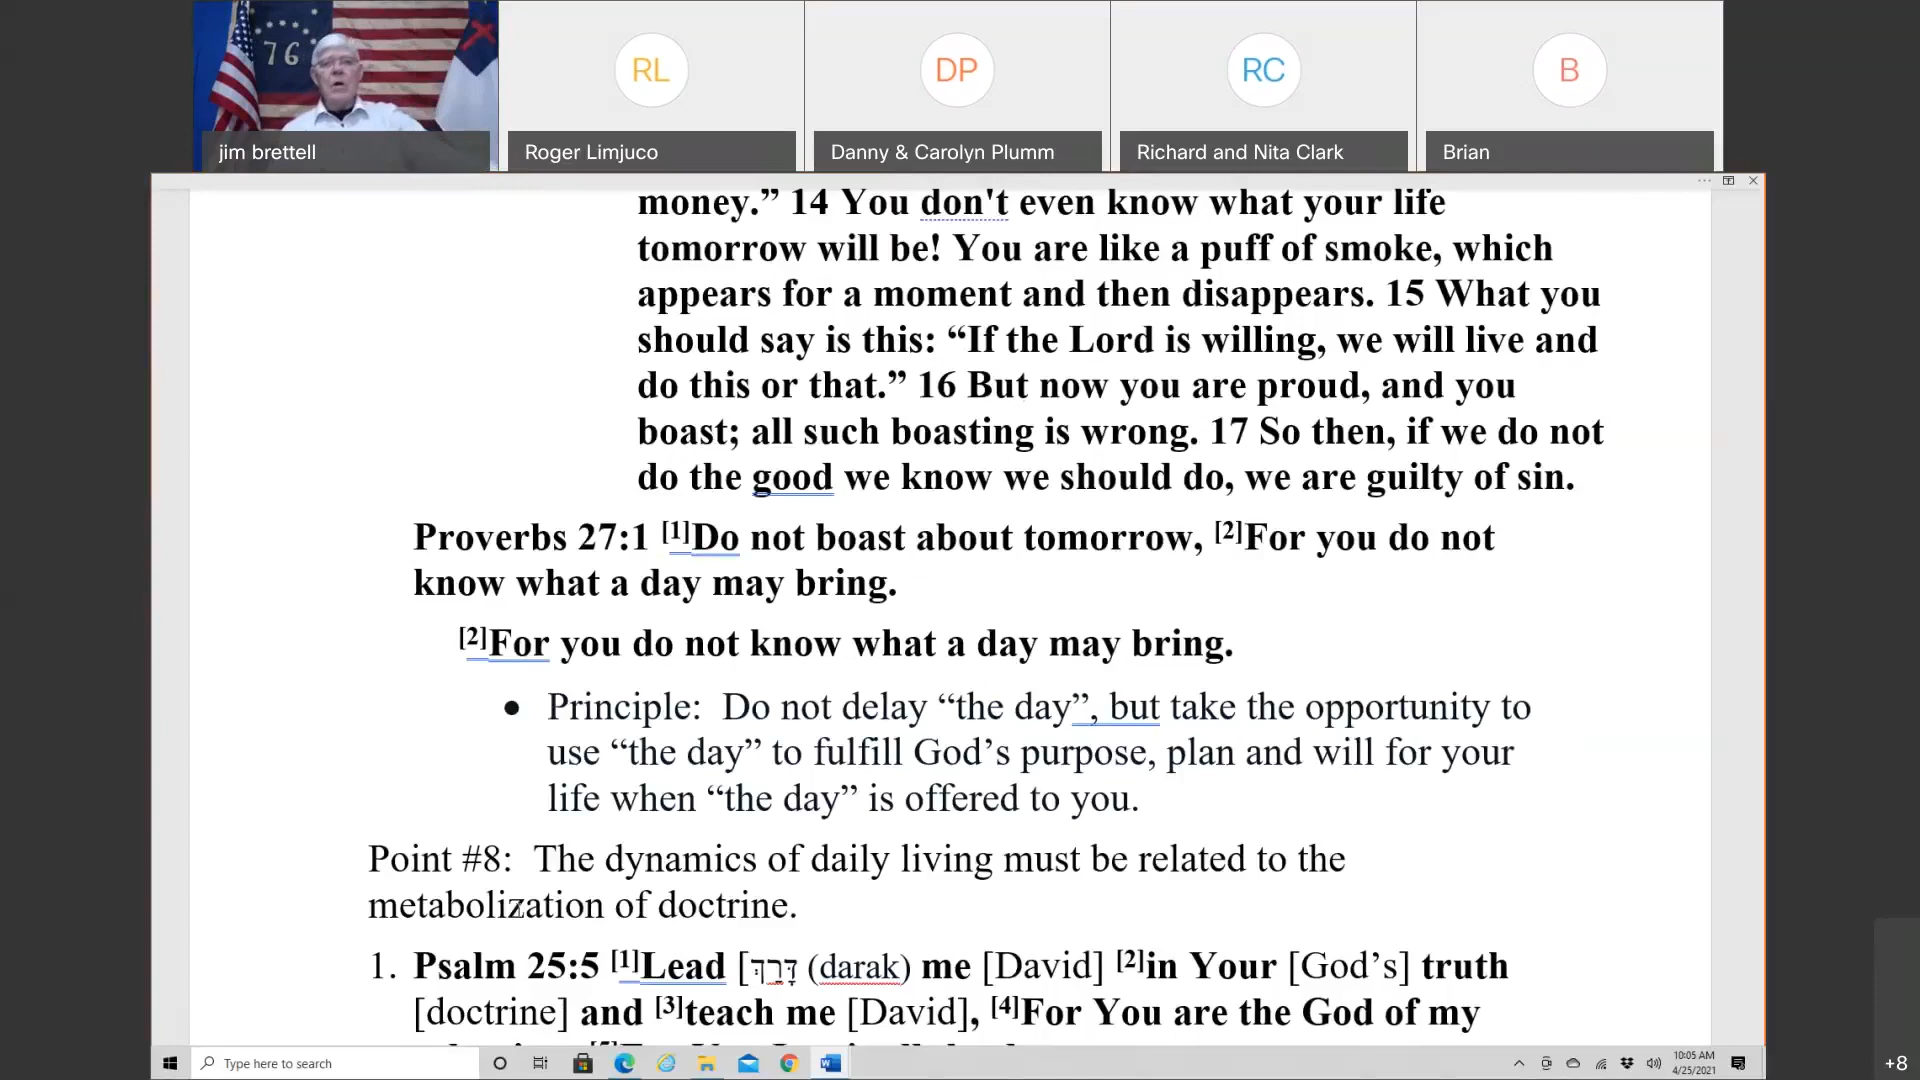 76
RL
DP
RC
B
jim brettell
Roger Limjuco
Danny & Carolyn Plumm
Richard and Nita Clark
Brian
money.” 14 You don't even know what your life
tomorrow will be! You are like a puff of smoke, which
appears for a moment and then disappears. 15 What you
should say is this: “If the Lord is willing, we will live and
do this or that.” 16 But now you are proud, and you
boast; all such boasting is wrong. 17 So then, if we do not
do the good we know we should do, we are guilty of sin.
Proverbs 27:1 [1]Do not boast about tomorrow, [2]For you do not
know what a day may bring.
[2]For you do not know what a day may bring.
• Principle:  Do not delay “the day”, but take the opportunity to
use “the day” to fulfill God’s purpose, plan and will for your
life when “the day” is offered to you.
Point #8:  The dynamics of daily living must be related to the
metabolization of doctrine.
1. Psalm 25:5 [1]Lead [דָּרַךְ (darak) me [David] [2]in Your [God’s] truth
[doctrine] and [3]teach me [David], [4]For You are the God of my
Type here to search
10:05 AM
4/25/2021
+8